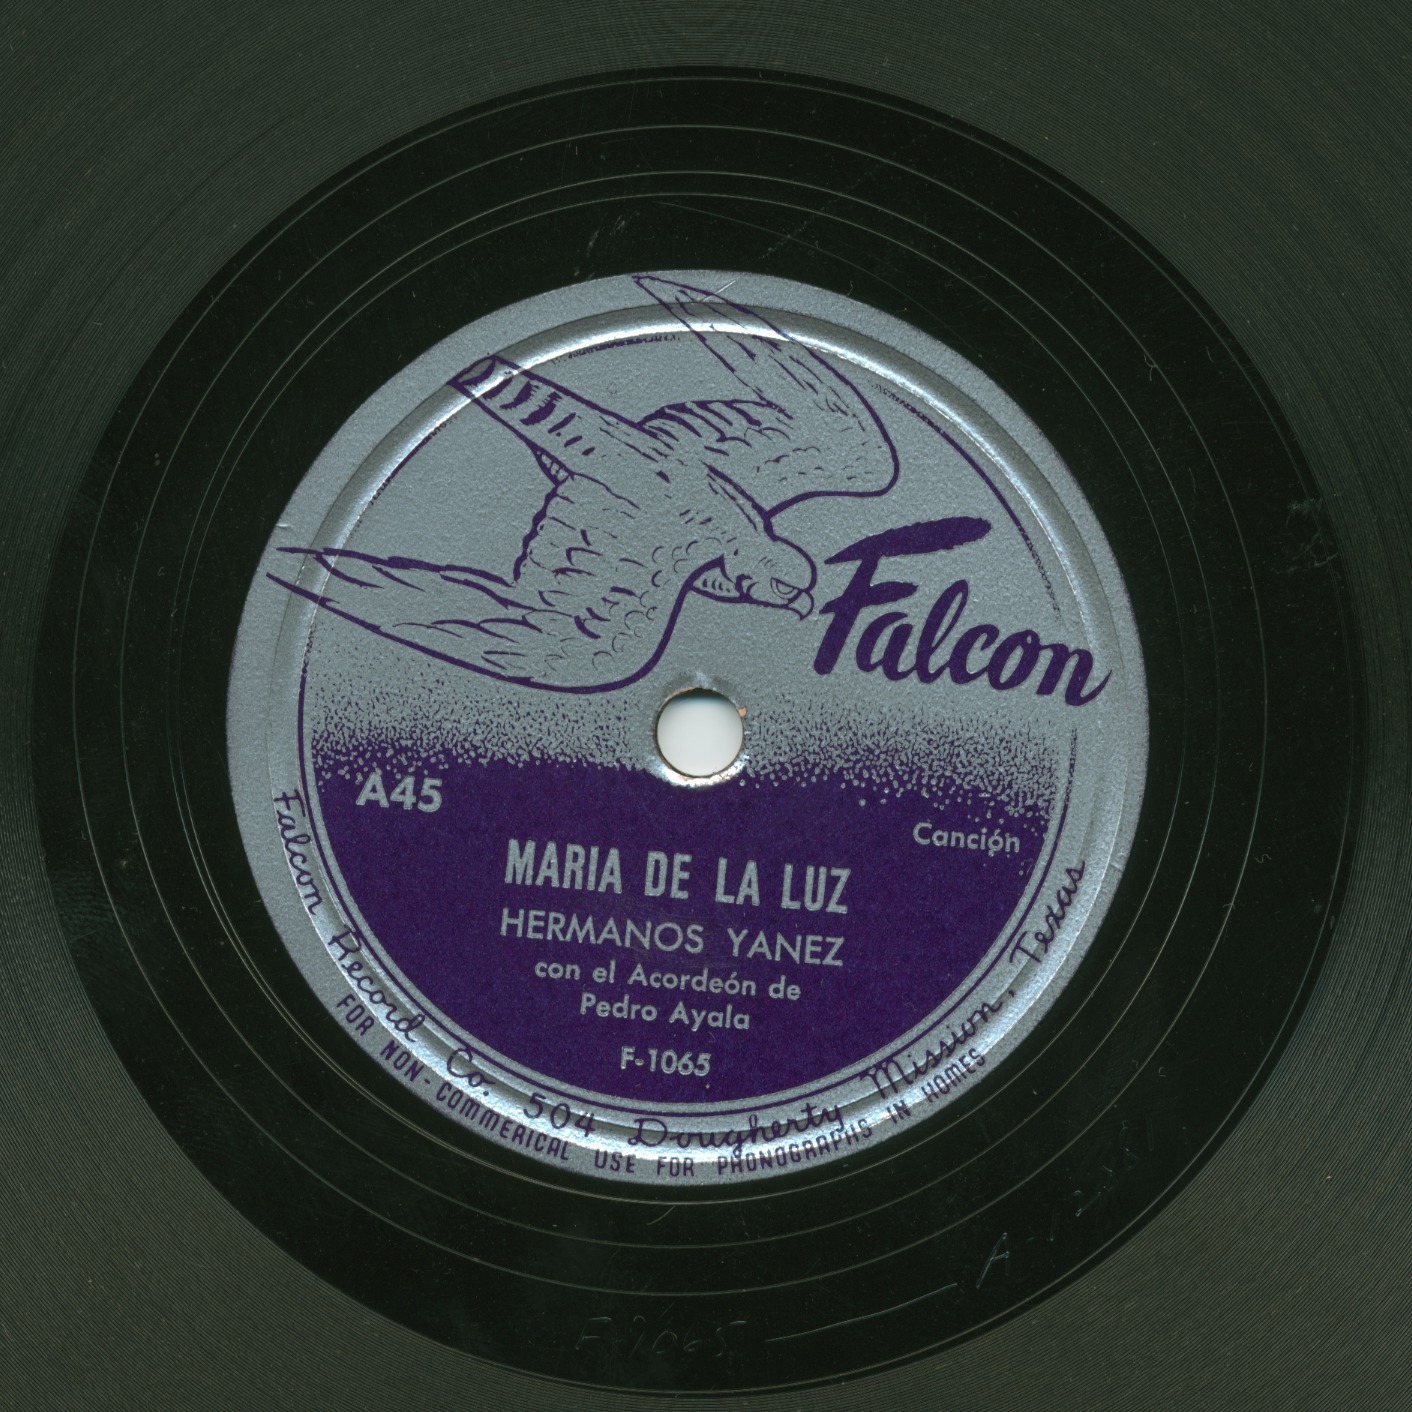 Falcon
A45
Canción
MARIA DE LA LUZ
HERMANOS YANEZ
con el Acordeón de
Pedro Ayala
F-1065
Falcon Record Co. 504 Dougherty Mission, Texas
FOR NON-COMMERICAL USE FOR PHONOGRAPHS IN HOMES
F-1065